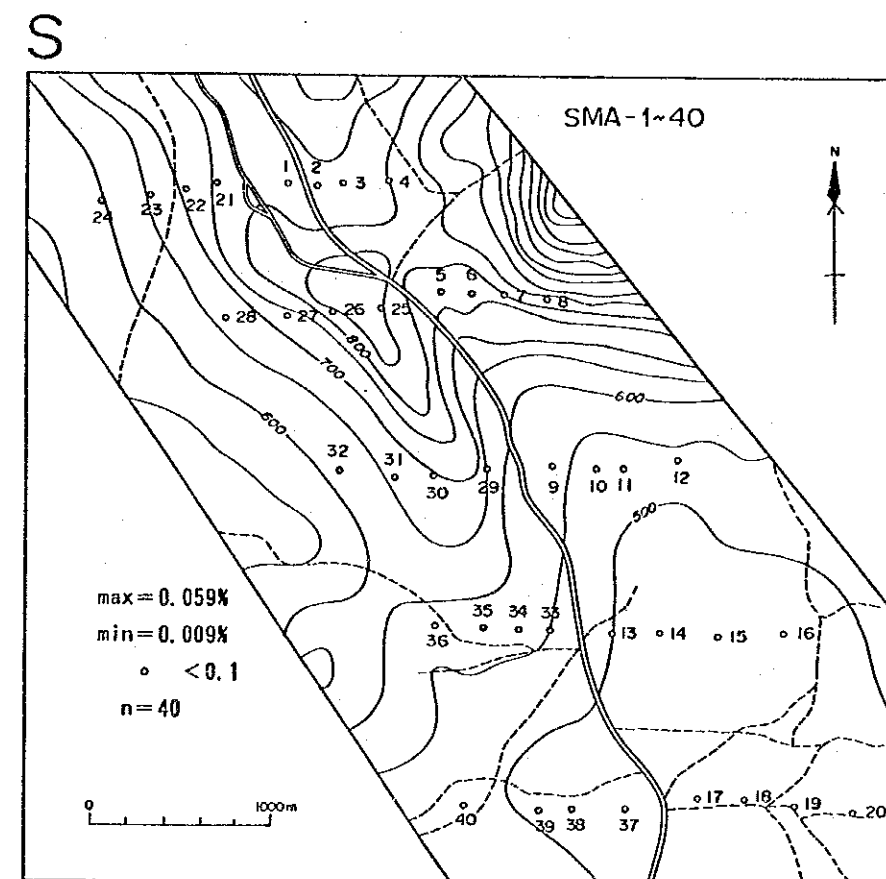 S
SMA-1~40
N
1 2 3 4
24 23 22 21
5 6 7 8
28 27 26 25
800
700
600
600
32 31 30 29 9 10 11 12
500
max=0.059%
min=0.009%
<0.1
n=40
36 35 34 33 13 14 15 16
0 1000m
40 39 38 37 17 18 19 20